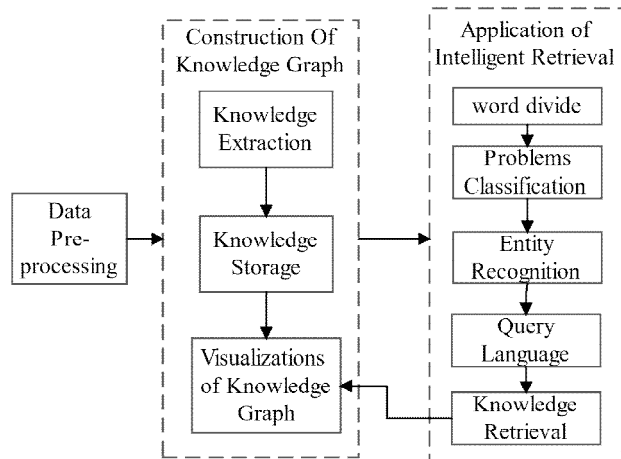 Data
Pre-
processing
Construction Of
Knowledge Graph
Knowledge
Extraction
Knowledge
Storage
Visualizations
of Knowledge
Graph
Application of
Intelligent Retrieval
word divide
Problems
Classification
Entity
Recognition
Query
Language
Knowledge
Retrieval